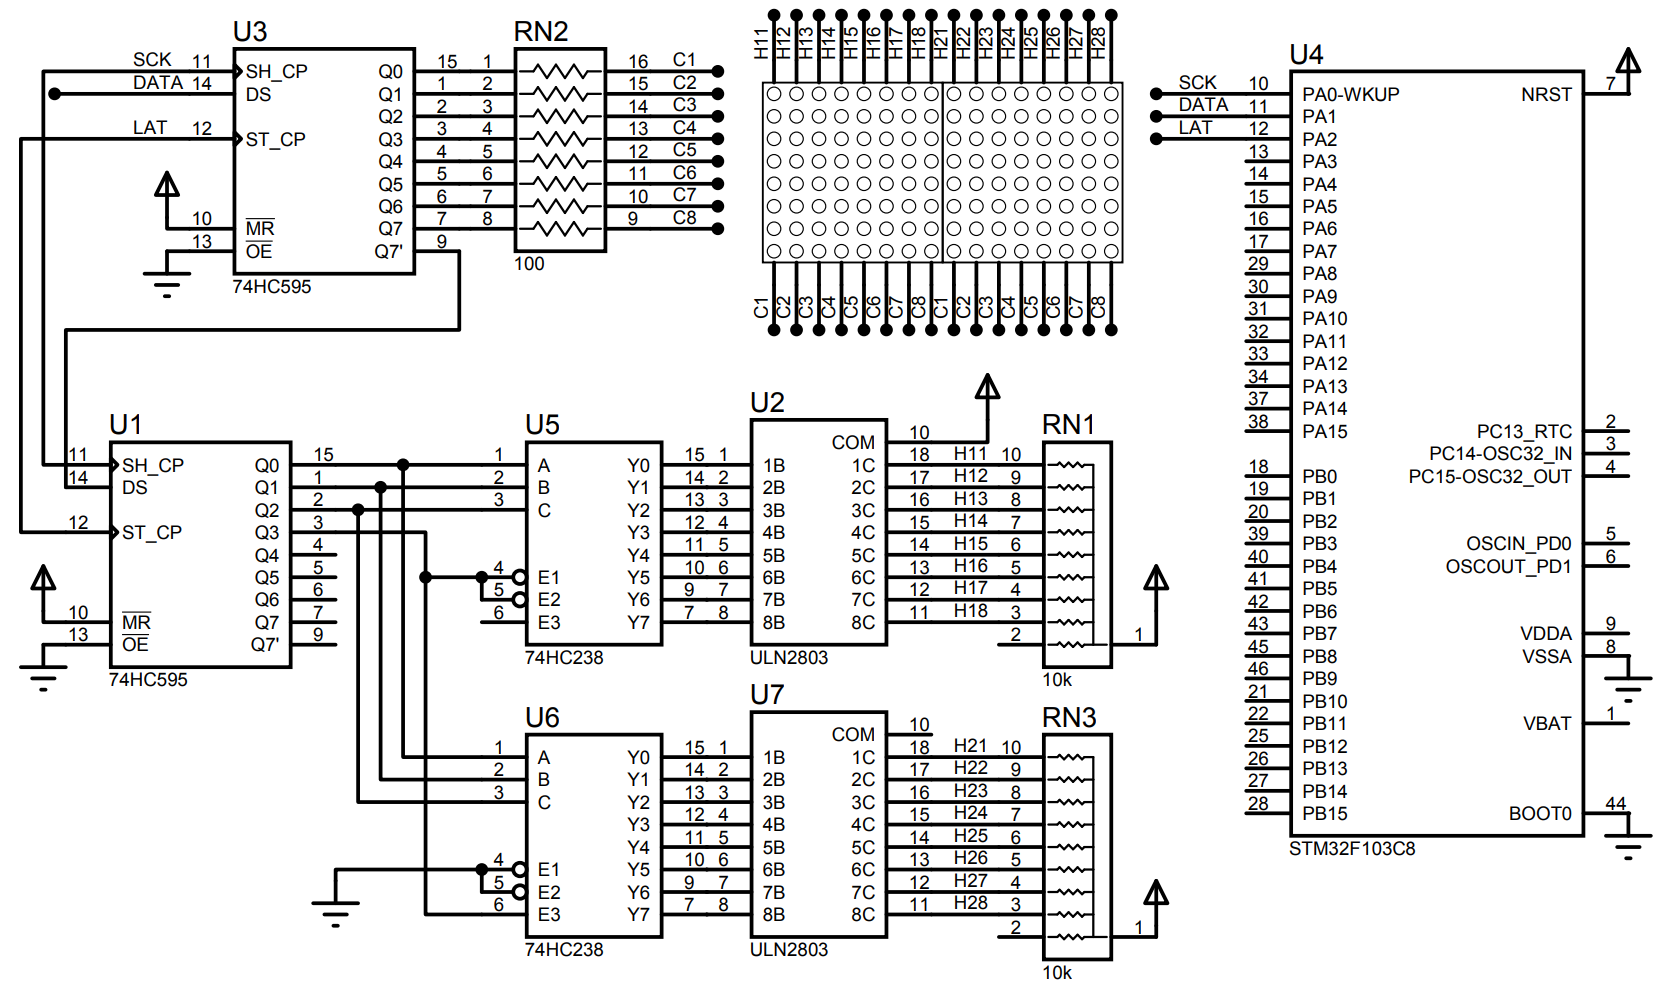 U3
SCK 11 SH_CP Q0 15
DATA 14 DS Q1 1
Q2 2
LAT 12 ST_CP Q3 3
Q4 4
Q5 5
Q6 6
10 MR Q7 7
13 OE Q7' 9
74HC595
RN2
1 16 C1
2 15 C2
3 14 C3
4 13 C4
5 12 C5
6 11 C6
7 10 C7
8 9 C8
100
H11 H12 H13 H14 H15 H16 H17 H18 H21 H22 H23 H24 H25 H26 H27 H28
C1 C2 C3 C4 C5 C6 C7 C8 C1 C2 C3 C4 C5 C6 C7 C8
U1
11 SH_CP Q0 15
14 DS Q1 1
Q2 2
12 ST_CP Q3 3
Q4 4
Q5 5
Q6 6
10 MR Q7 7
13 OE Q7' 9
74HC595
U5
1 A Y0 15
2 B Y1 14
3 C Y2 13
Y3 12
Y4 11
4 E1 Y5 10
5 E2 Y6 9
6 E3 Y7 7
74HC238
U2
COM 10
1 1B 1C 18
2 2B 2C 17
3 3B 3C 16
4 4B 4C 15
5 5B 5C 14
6 6B 6C 13
7 7B 7C 12
8 8B 8C 11
ULN2803
RN1
H11 10
H12 9
H13 8
H14 7
H15 6
H16 5
H17 4
H18 3
2 1
10k
U6
1 A Y0 15
2 B Y1 14
3 C Y2 13
Y3 12
Y4 11
4 E1 Y5 10
5 E2 Y6 9
6 E3 Y7 7
74HC238
U7
COM 10
1 1B 1C 18
2 2B 2C 17
3 3B 3C 16
4 4B 4C 15
5 5B 5C 14
6 6B 6C 13
7 7B 7C 12
8 8B 8C 11
ULN2803
RN3
H21 10
H22 9
H23 8
H24 7
H25 6
H26 5
H27 4
H28 3
2 1
10k
U4
SCK 10 PA0-WKUP NRST 7
DATA 11 PA1
LAT 12 PA2
13 PA3
14 PA4
15 PA5
16 PA6
17 PA7
29 PA8
30 PA9
31 PA10
32 PA11
33 PA12
34 PA13
37 PA14
38 PA15 PC13_RTC 2
PC14-OSC32_IN 3
18 PB0 PC15-OSC32_OUT 4
19 PB1
20 PB2
39 PB3 OSCIN_PD0 5
40 PB4 OSCOUT_PD1 6
41 PB5
42 PB6
43 PB7 VDDA 9
45 PB8 VSSA 8
46 PB9
21 PB10
22 PB11 VBAT 1
25 PB12
26 PB13
27 PB14
28 PB15 BOOT0 44
STM32F103C8